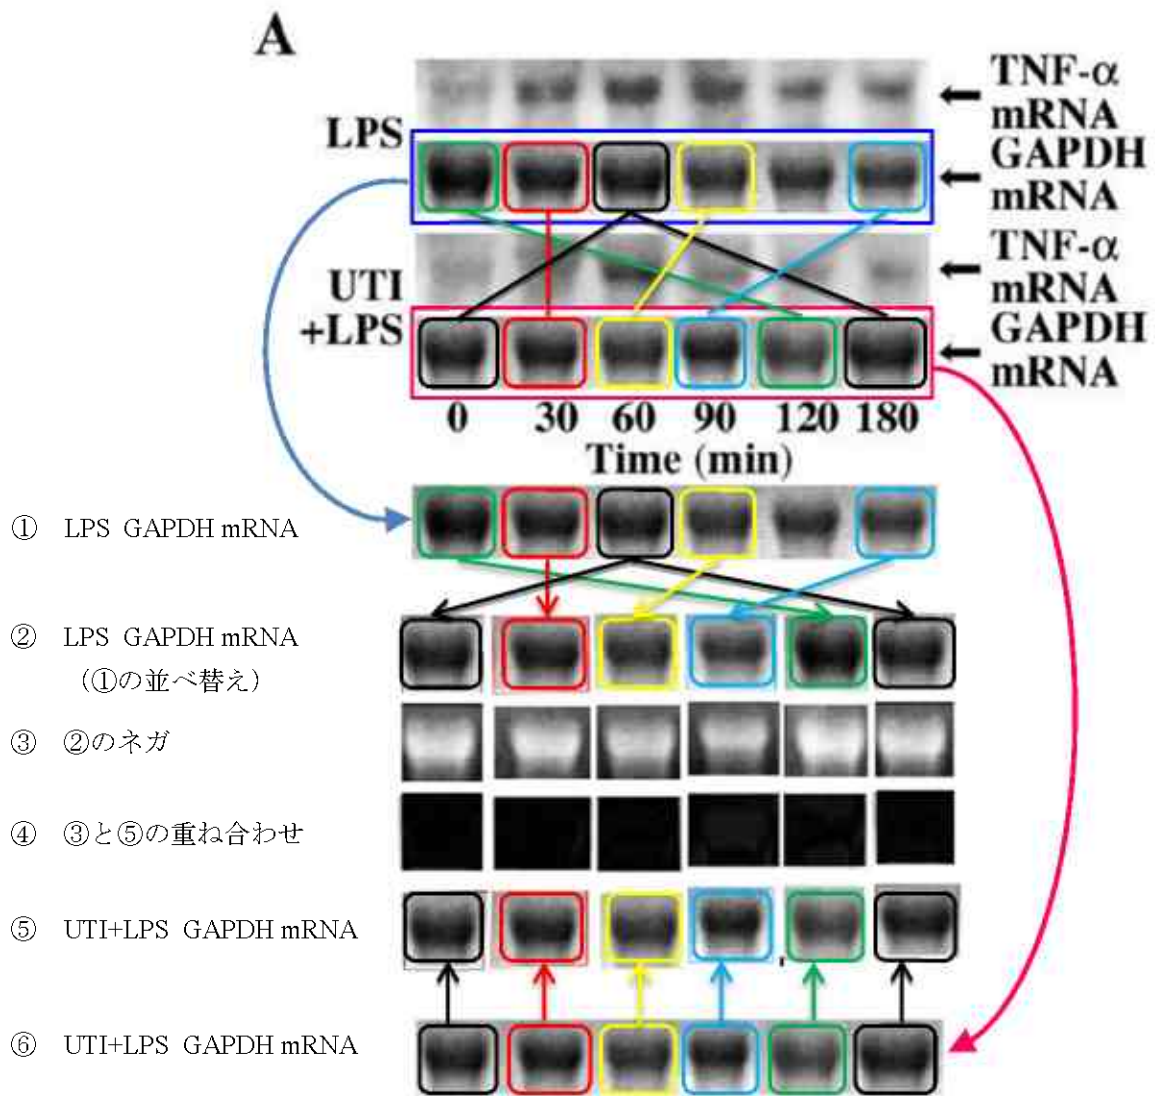 A
TNF-α
mRNA
LPS
GAPDH
mRNA
TNF-α
mRNA
UTI
+LPS
GAPDH
mRNA
0 30 60 90 120 180
Time (min)
① LPS GAPDH mRNA
② LPS GAPDH mRNA
(①の並べ替え)
③ ②のネガ
④ ③と⑤の重ね合わせ
⑤ UTI+LPS GAPDH mRNA
⑥ UTI+LPS GAPDH mRNA